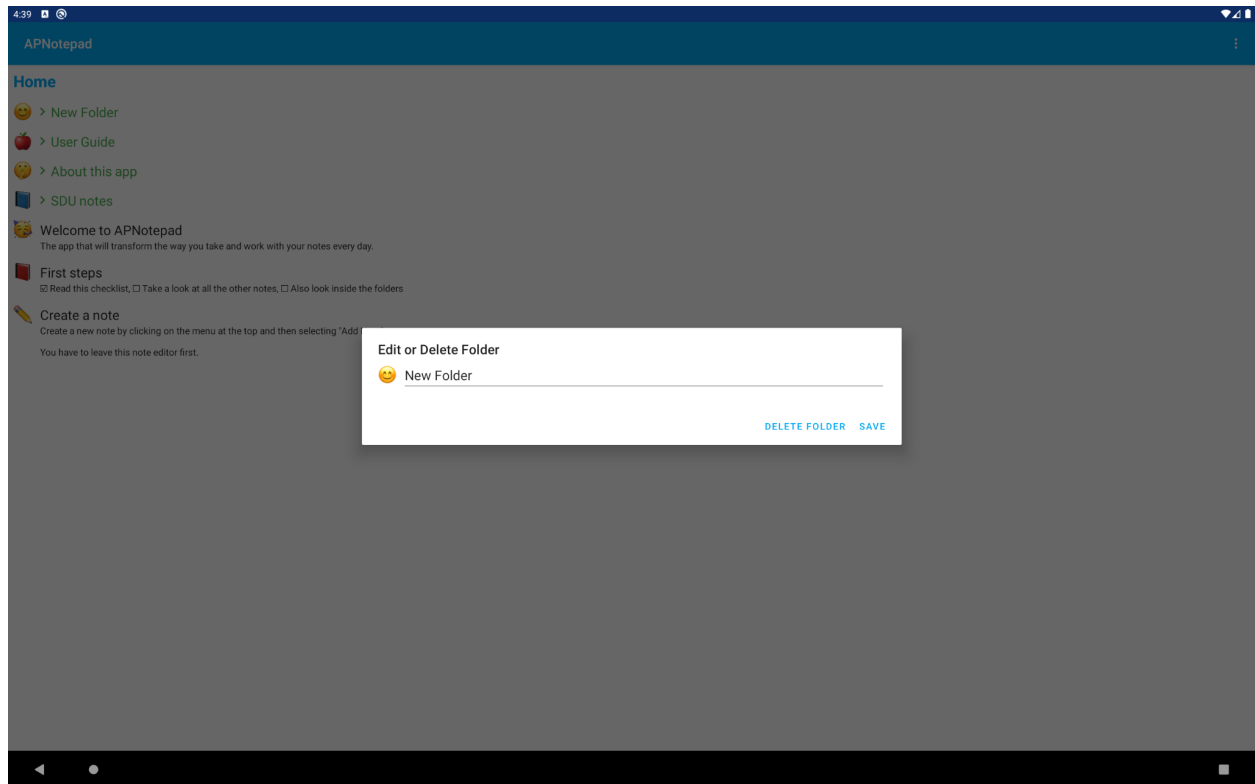 4:39
APNotepad
Home
New Folder
User Guide
About this app
SDU notes
Welcome to APNotepad
The app that will transform the way you take and work with your notes every day.
First steps
☑ Read this checklist, ☐ Take a look at all the other notes, ☐ Also look inside the folders
Create a note
Create a new note by clicking on the menu at the top and then selecting "Add
You have to leave this note editor first.
Edit or Delete Folder
New Folder
DELETE FOLDER SAVE